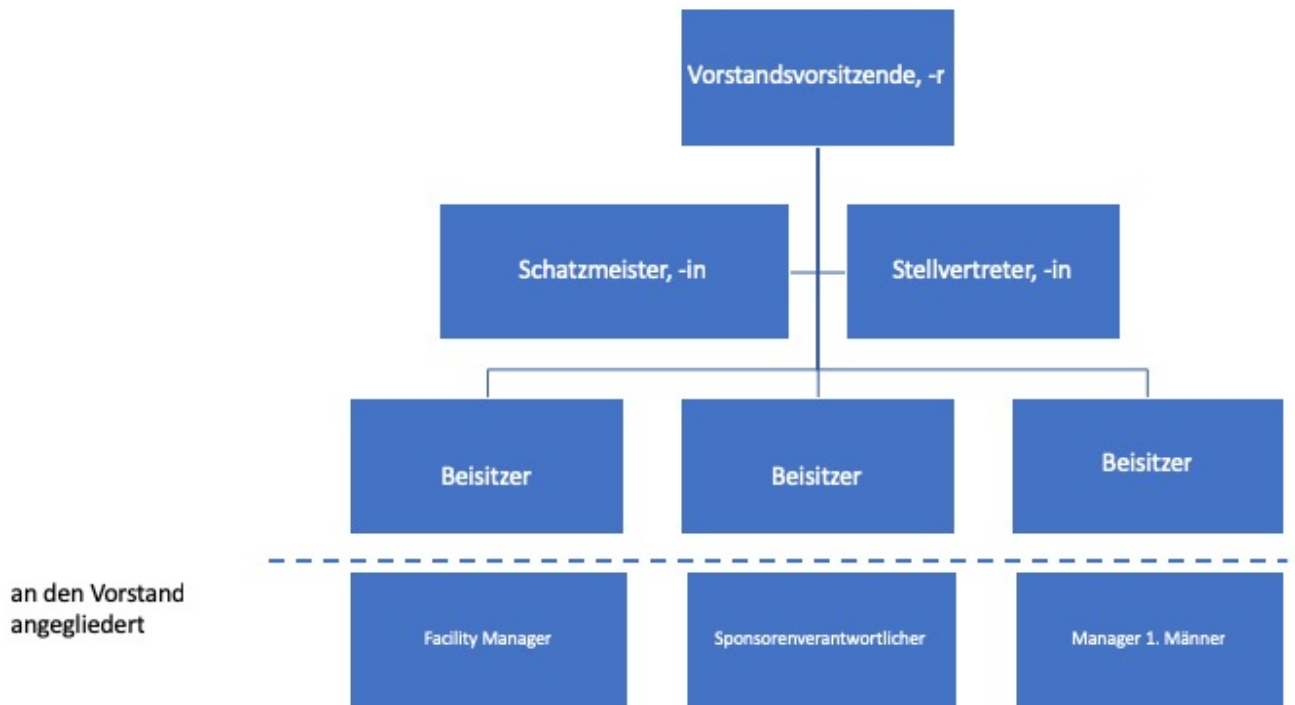 Vorstandsvorsitzende, -r
Schatzmeister, -in
Stellvertreter, -in
Beisitzer
Beisitzer
Beisitzer
an den Vorstand
angegliedert
Facility Manager
Sponsorenverantwortlicher
Manager 1. Männer